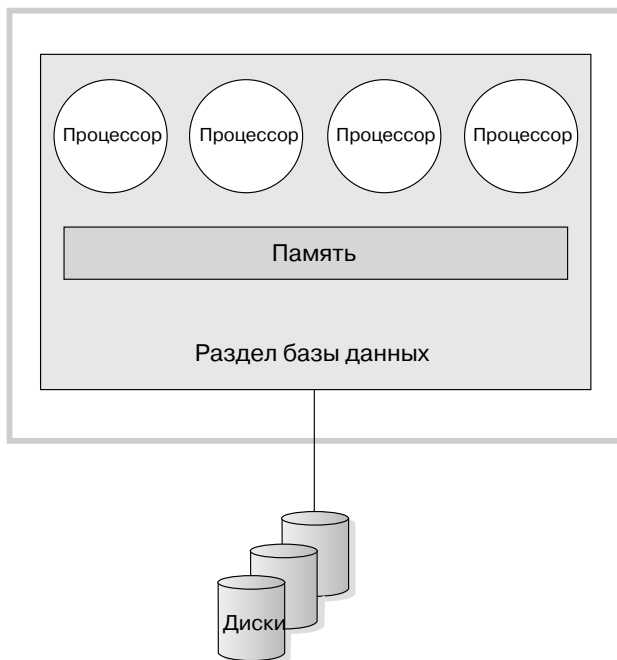 Процессор Процессор Процессор Процессор
Память
Раздел базы данных
Диски